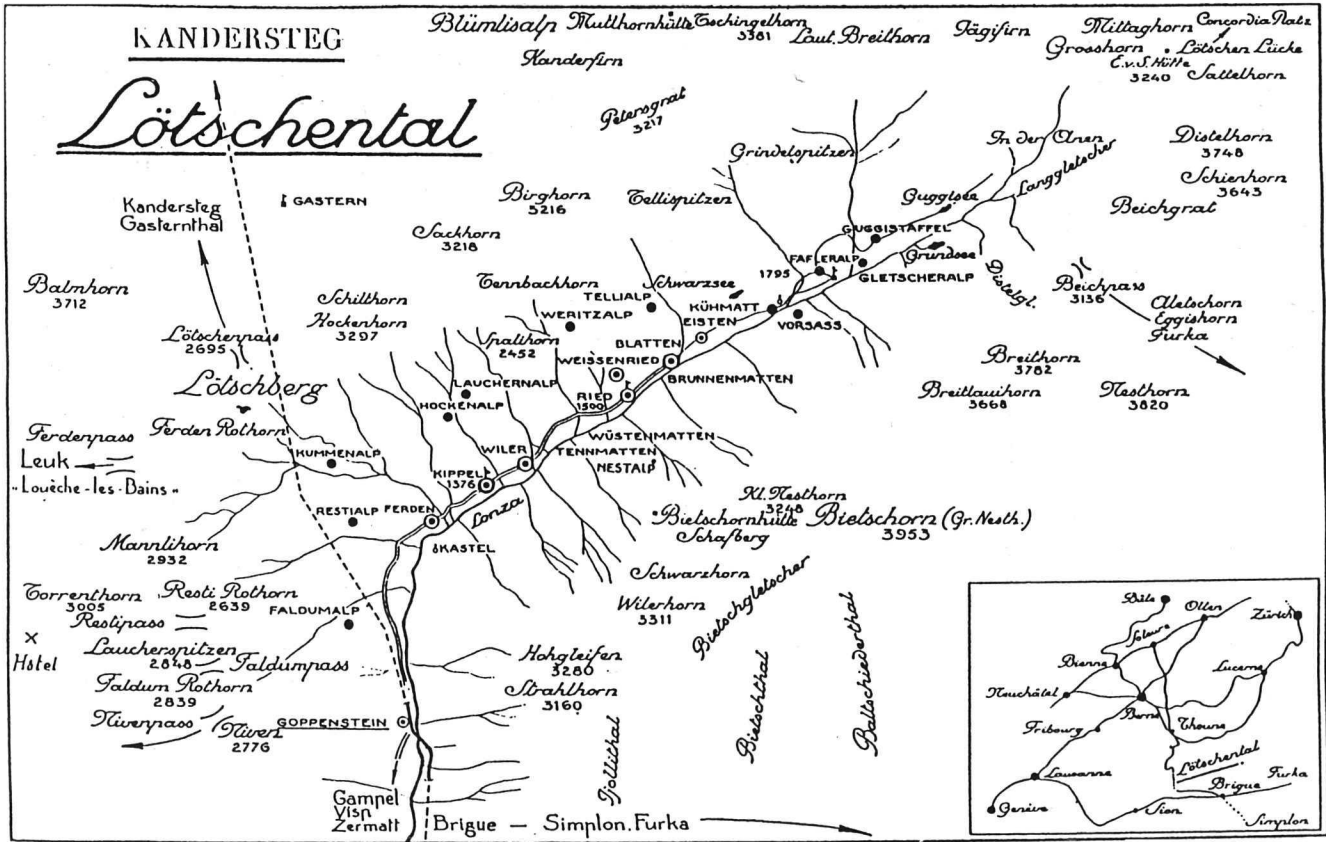 KANDERSTEG
Lötschental
Blümlisalp
Mutthornhütte
Tschingelhorn
3381
Laut. Breithorn
Jägifirn
Mittaghorn
Concordia Platz
Grosshorn
Lötschen Lücke
E.v.S. Hütte
3240
Sattelhorn
Kanderfirn
Petersgrat
3217
Grindelspitzen
In der Anen
Langgletscher
Distelhorn
3748
Schienhorn
3643
Beichgrat
GASTERN
Kandersteg
Gasternthal
Birghorn
3216
Tellispitzen
Gugglsee
GUGGISTAFFEL
Sackhorn
3218
FAFLERALP
1795
Grundsee
GLETSCHERALP
Distelgl.
Beichpass
3136
Aletschorn
Eggishorn
Furka
Balmhorn
3712
Schilthorn
Hockenhorn
3297
Tennbachhorn
Schwarzsee
TELLIALP
WERITZALP
KÜHMATT
VORSASS
EISTEN
Lötschenpass
2695
Spalihorn
2452
BLATTEN
WEISSENRIED
BRUNNENMATTEN
Breithorn
3782
Breitlauihorn
3668
Nesthorn
3820
Lötschberg
LAUCHERNALP
HOCKENALP
RIED
1500
Ferdenpass
Ferden Rothorn
WÜSTENMATTEN
TENNMATTEN
NESTALP
Leuk
"Louèche-les-Bains"
KUMMENALP
WILER
KIPPEL
1376
Lonza
RESTIALP
FERDEN
Kl. Nesthorn
3248
Bietschornhütte
Bietschorn (Gr. Nesth.)
3953
Schafberg
Mannlihorn
2932
KASTEL
Schwarzhorn
Torrenthorn
3005
Resti Rothorn
2639
Restipass
FALDUMALP
Wilerhorn
3311
Bietschgletscher
Hôtel
Laucherspitzen
2848
Faldumpass
Hohgleifen
3280
Faldum Rothorn
2839
Strahlhorn
3160
Nivenpass
Niven
2776
GOPPENSTEIN
Jjollithal
Bietschthal
Baltschiederthal
Gampel
Visp
Zermatt
Brigue – Simplon. Furka
Bâle
Olten
Zürich
Soleure
Bienne
Lucerne
Neuchâtel
Berne
Fribourg
Thoune
Lötschental
Lausanne
Brigue
Furka
Genève
Sion
Simplon